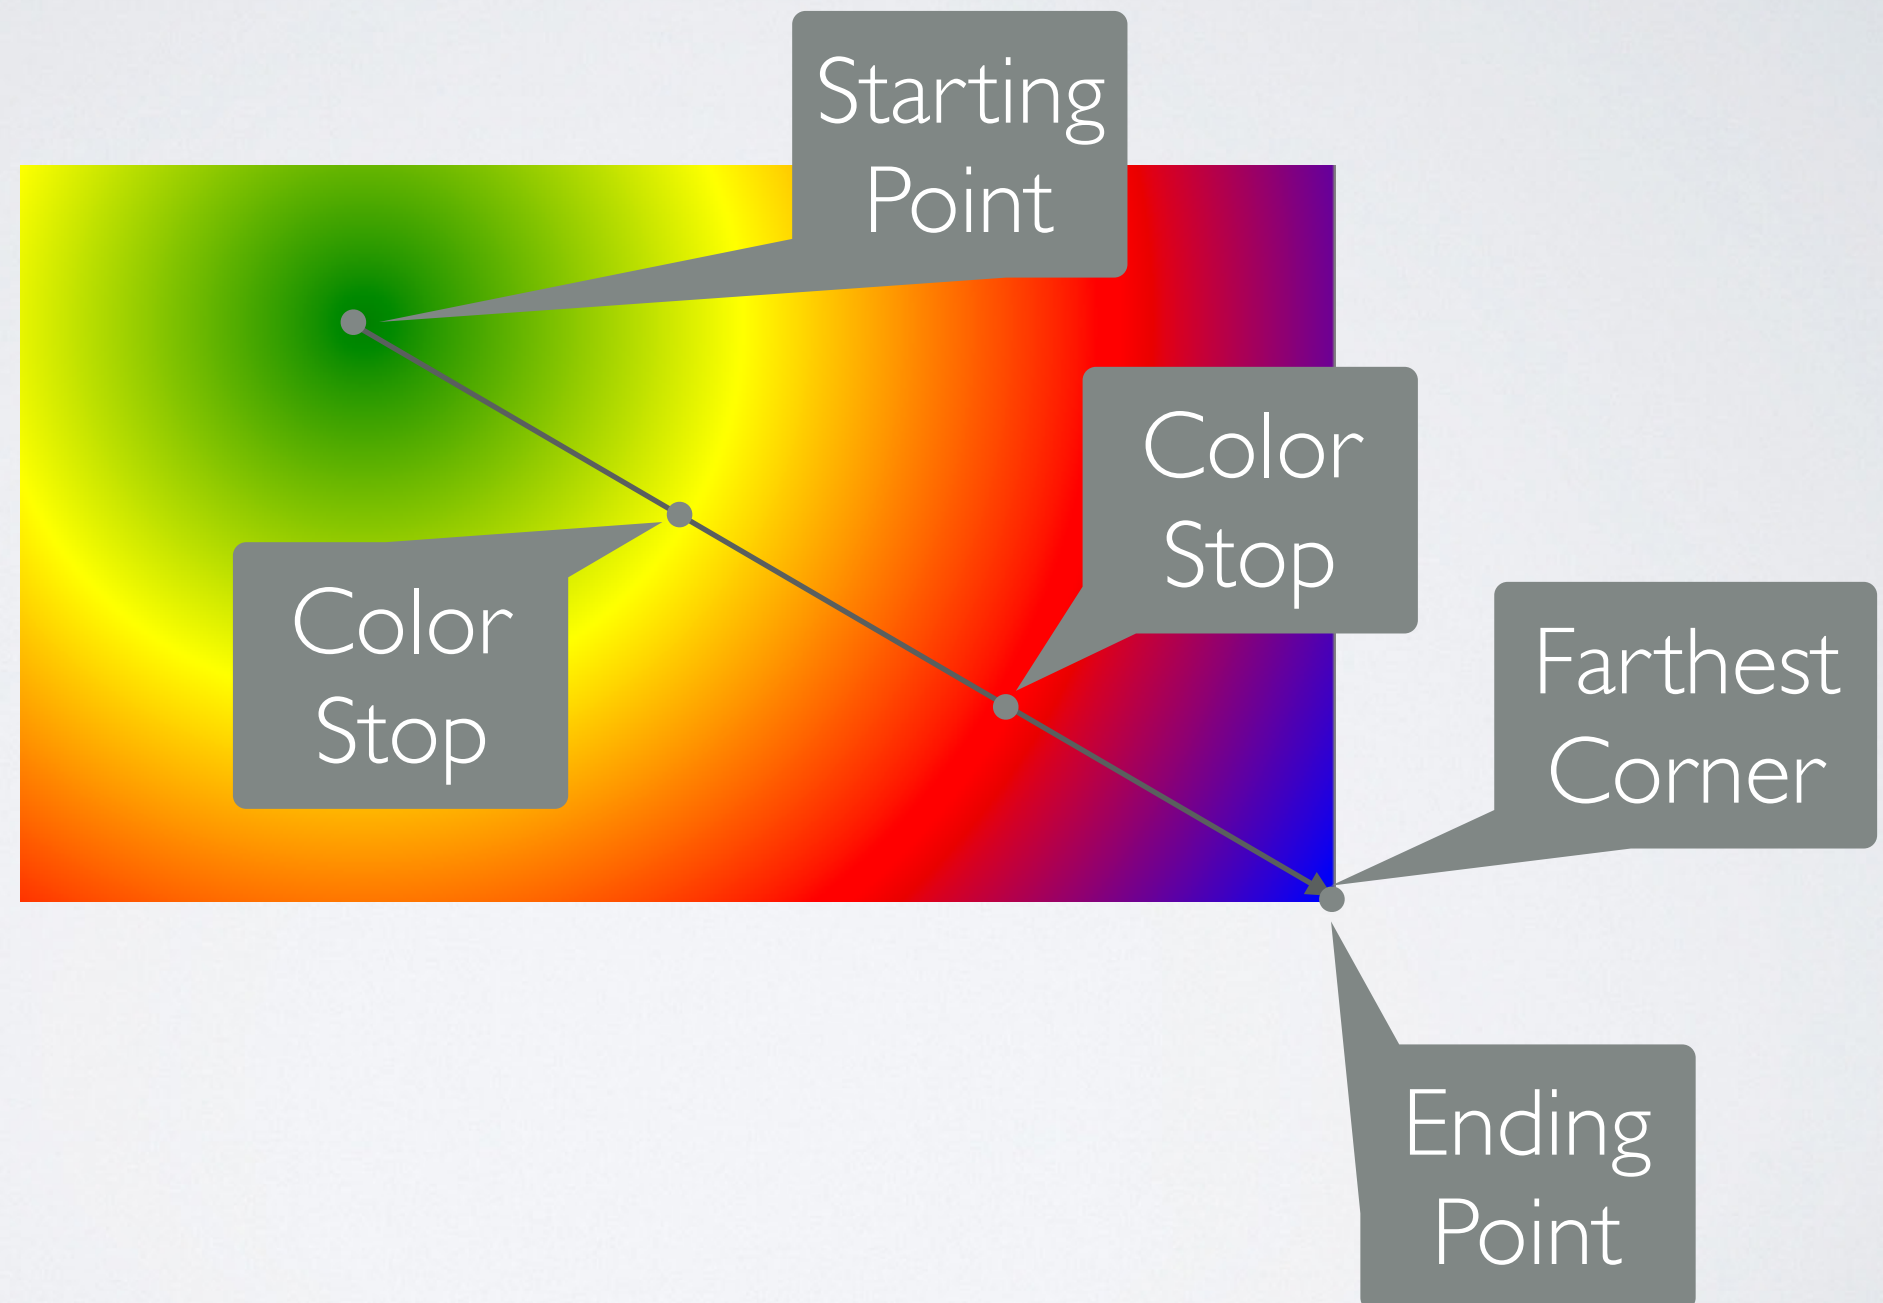 Starting
Point
Color
Stop
Color
Stop
Farthest
Corner
Ending
Point